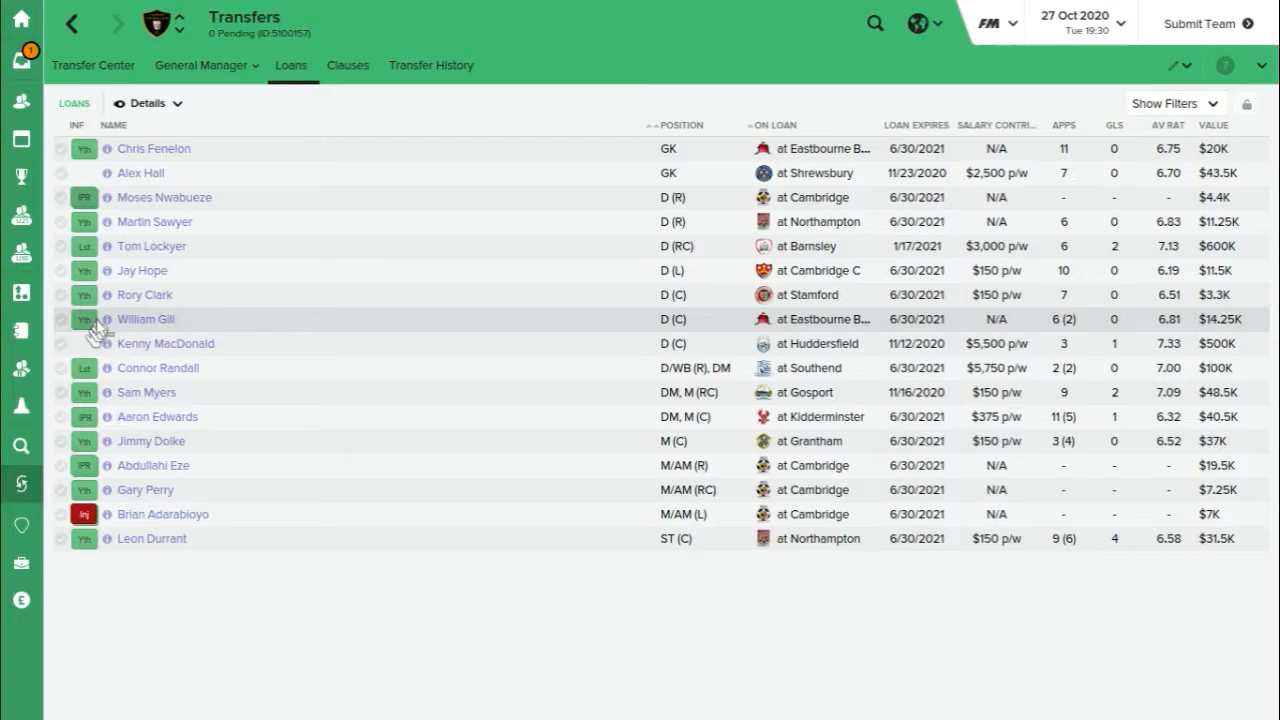 Transfers
0 Pending (ID:5100157)
FM
27 Oct 2020
Tue 19:30
Submit Team
1
Transfer Center General Manager Loans Clauses Transfer History
?
LOANS Details Show Filters
INF NAME POSITION ON LOAN LOAN EXPIRES SALARY CONTRI... APPS GLS AV RAT VALUE
Yth Chris Fenelon GK at Eastbourne B... 6/30/2021 N/A 11 0 6.75 $20K
Alex Hall GK at Shrewsbury 11/23/2020 $2,500 p/w 7 0 6.70 $43.5K
IPR Moses Nwabueze D (R) at Cambridge 6/30/2021 N/A - - - $4.4K
Yth Martin Sawyer D (R) at Northampton 6/30/2021 N/A 6 0 6.83 $11.25K
Lst Tom Lockyer D (RC) at Barnsley 1/17/2021 $3,000 p/w 6 2 7.13 $600K
Yth Jay Hope D (L) at Cambridge C 6/30/2021 $150 p/w 10 0 6.19 $11.5K
Yth Rory Clark D (C) at Stamford 6/30/2021 $150 p/w 7 0 6.51 $3.3K
Yth William Gill D (C) at Eastbourne B... 6/30/2021 N/A 6 (2) 0 6.81 $14.25K
Kenny MacDonald D (C) at Huddersfield 11/12/2020 $5,500 p/w 3 1 7.33 $500K
Lst Connor Randall D/WB (R), DM at Southend 6/30/2021 $5,750 p/w 2 (2) 0 7.00 $100K
Yth Sam Myers DM, M (RC) at Gosport 11/16/2020 $150 p/w 9 2 7.09 $48.5K
IPR Aaron Edwards DM, M (C) at Kidderminster 6/30/2021 $375 p/w 11 (5) 1 6.32 $40.5K
Yth Jimmy Dolke M (C) at Grantham 6/30/2021 $150 p/w 3 (4) 0 6.52 $37K
IPR Abdullahi Eze M/AM (R) at Cambridge 6/30/2021 N/A - - - $19.5K
Yth Gary Perry M/AM (RC) at Cambridge 6/30/2021 N/A - - - $7.25K
Inj Brian Adarabioyo M/AM (L) at Cambridge 6/30/2021 N/A - - - $7K
Yth Leon Durrant ST (C) at Northampton 6/30/2021 $150 p/w 9 (6) 4 6.58 $31.5K